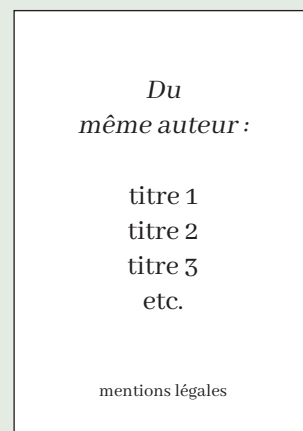 Du
même auteur :
titre 1
titre 2
titre 3
etc.
mentions légales